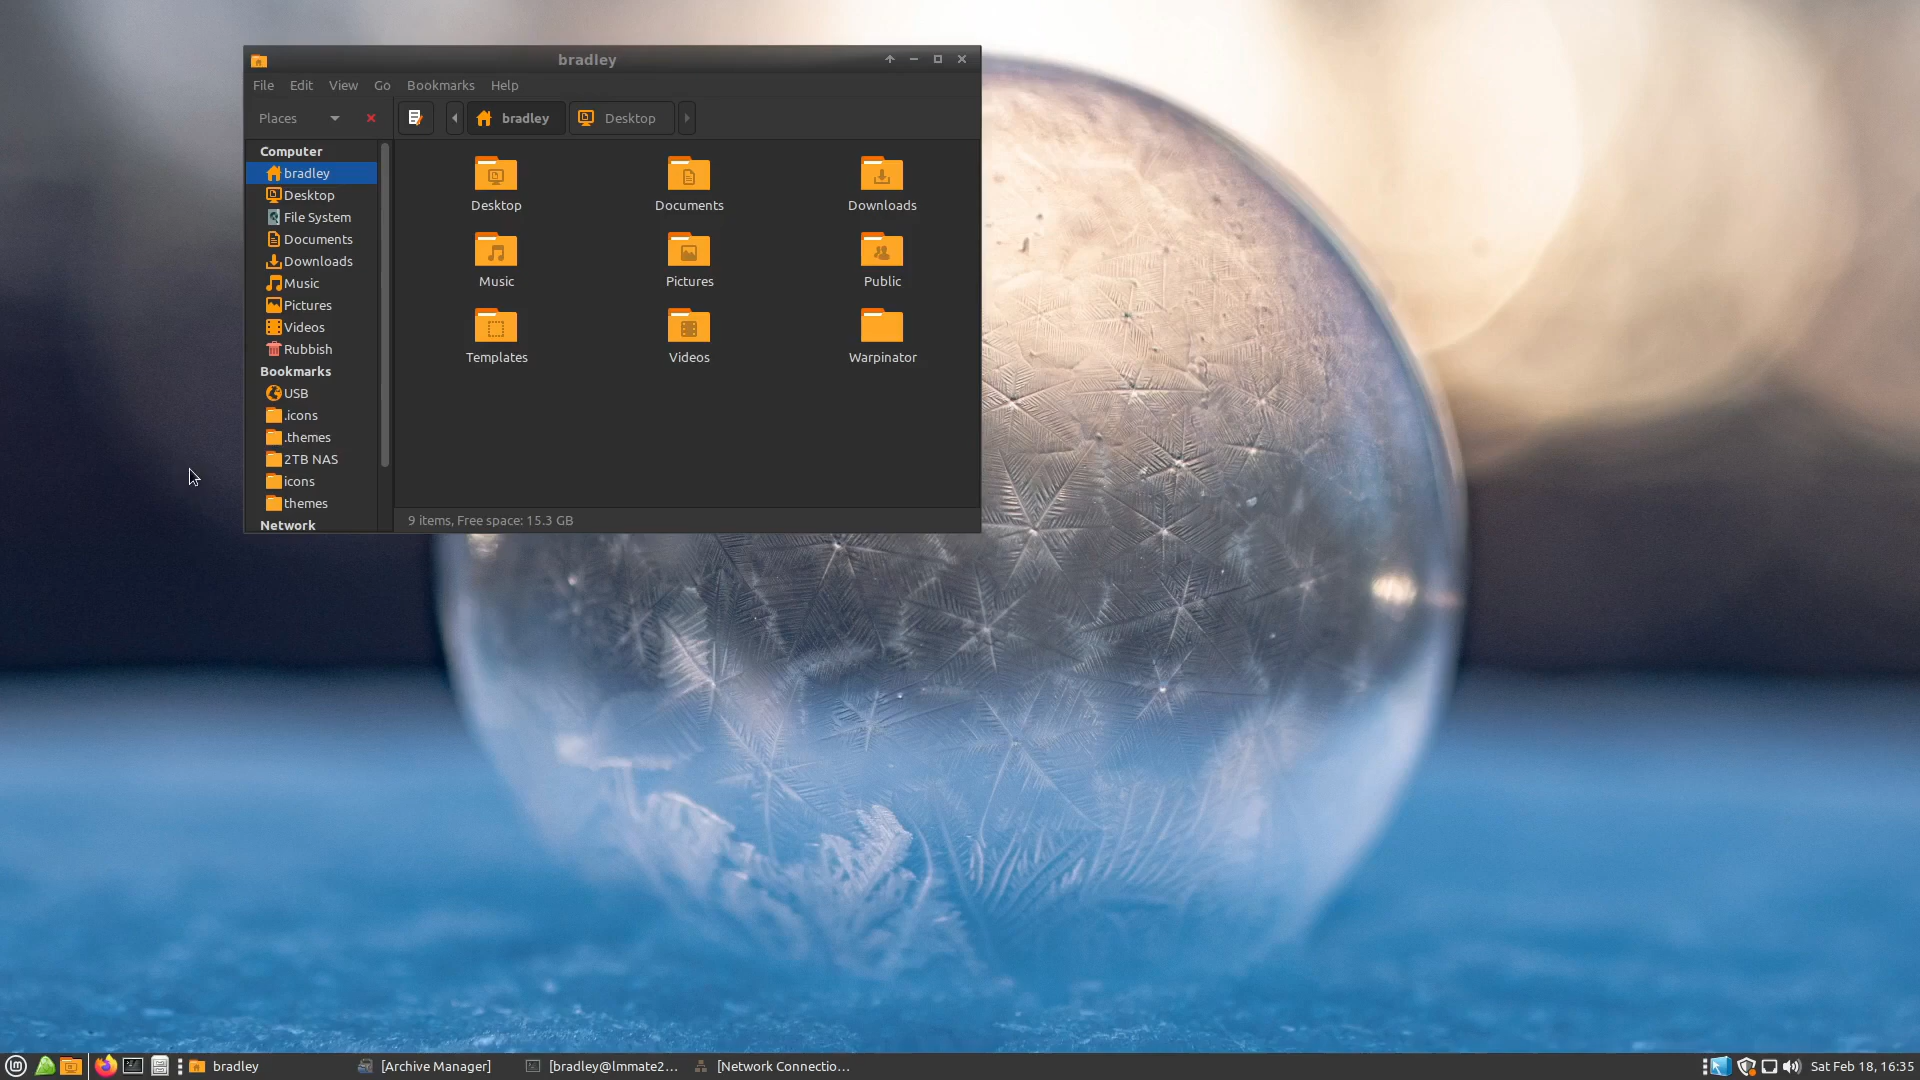 bradley
File Edit View Go Bookmarks Help
Places bradley Desktop
Computer
bradley
Desktop
File System
Documents
Downloads
Music
Pictures
Videos
Rubbish
Bookmarks
USB
.icons
.themes
2TB NAS
icons
themes
Network
Desktop Documents Downloads
Music Pictures Public
Templates Videos Warpinator
9 items, Free space: 15.3 GB
bradley [Archive Manager] [bradley@lmmate2... [Network Connectio... Sat Feb 18, 16:35